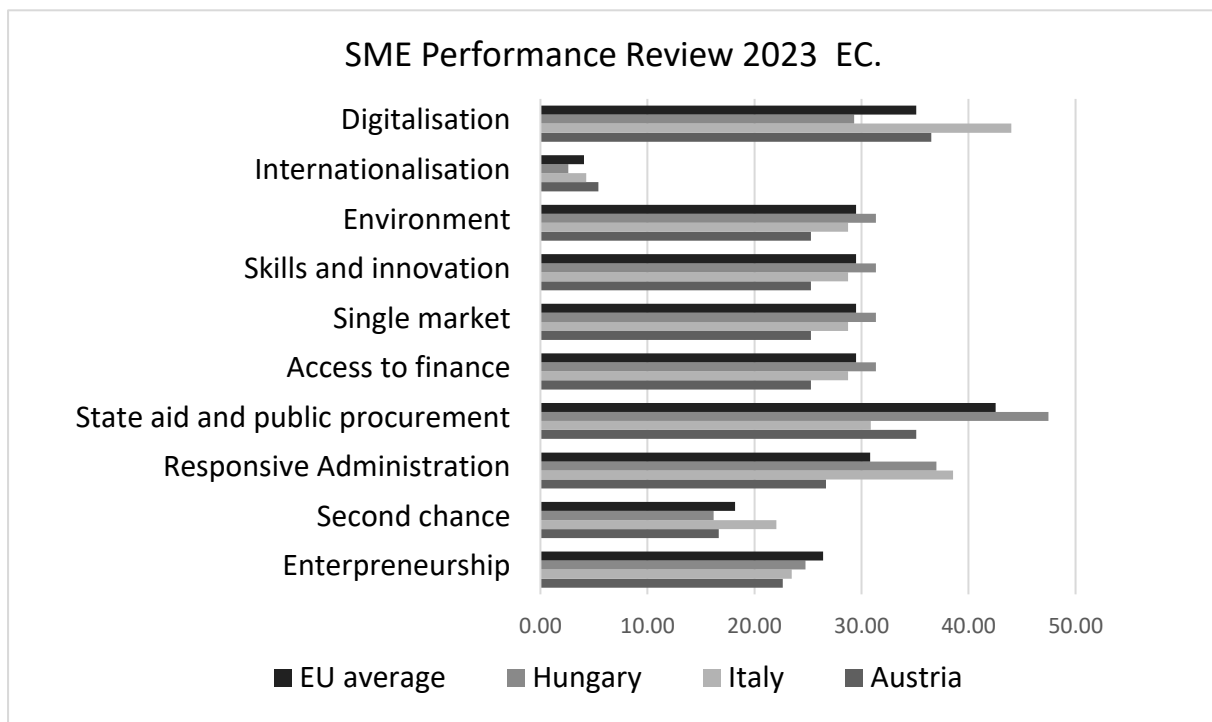 SME Performance Review 2023 EC.
Digitalisation
Internationalisation
Environment
Skills and innovation
Single market
Access to finance
State aid and public procurement
Responsive Administration
Second chance
Enterpreneurship
0.00 10.00 20.00 30.00 40.00 50.00
EU average Hungary Italy Austria